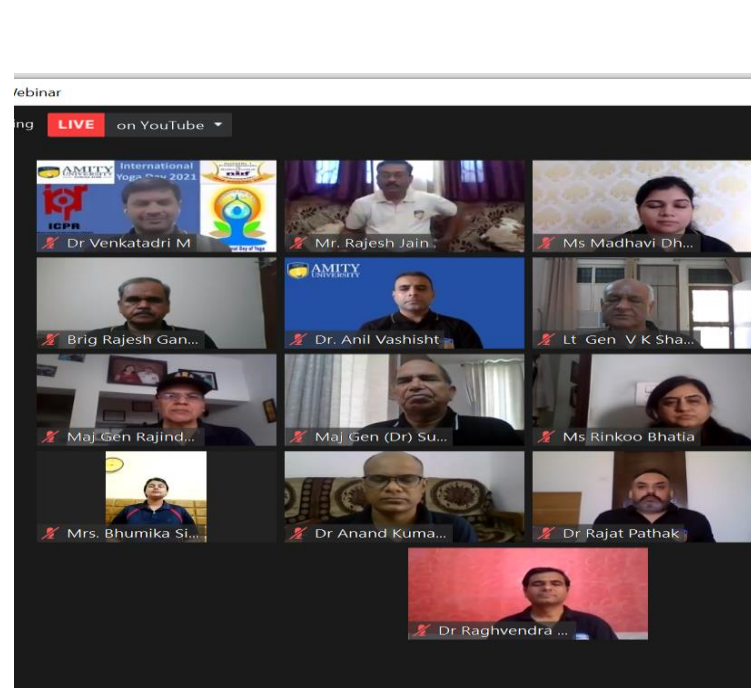 Vebinar
ing LIVE on YouTube
AMITY UNIVERSITY
International
Yoga Day 2021
ICPR
Dr Venkatadri M
Mr. Rajesh Jain
Ms Madhavi Dh...
Brig Rajesh Gan...
AMITY
UNIVERSITY
Dr. Anil Vashisht
Lt Gen V K Sha...
Maj Gen Rajind...
Maj Gen (Dr) Su...
Ms Rinkoo Bhatia
Mrs. Bhumika Si...
Dr Anand Kuma...
Dr Rajat Pathak
Dr Raghvendra ...